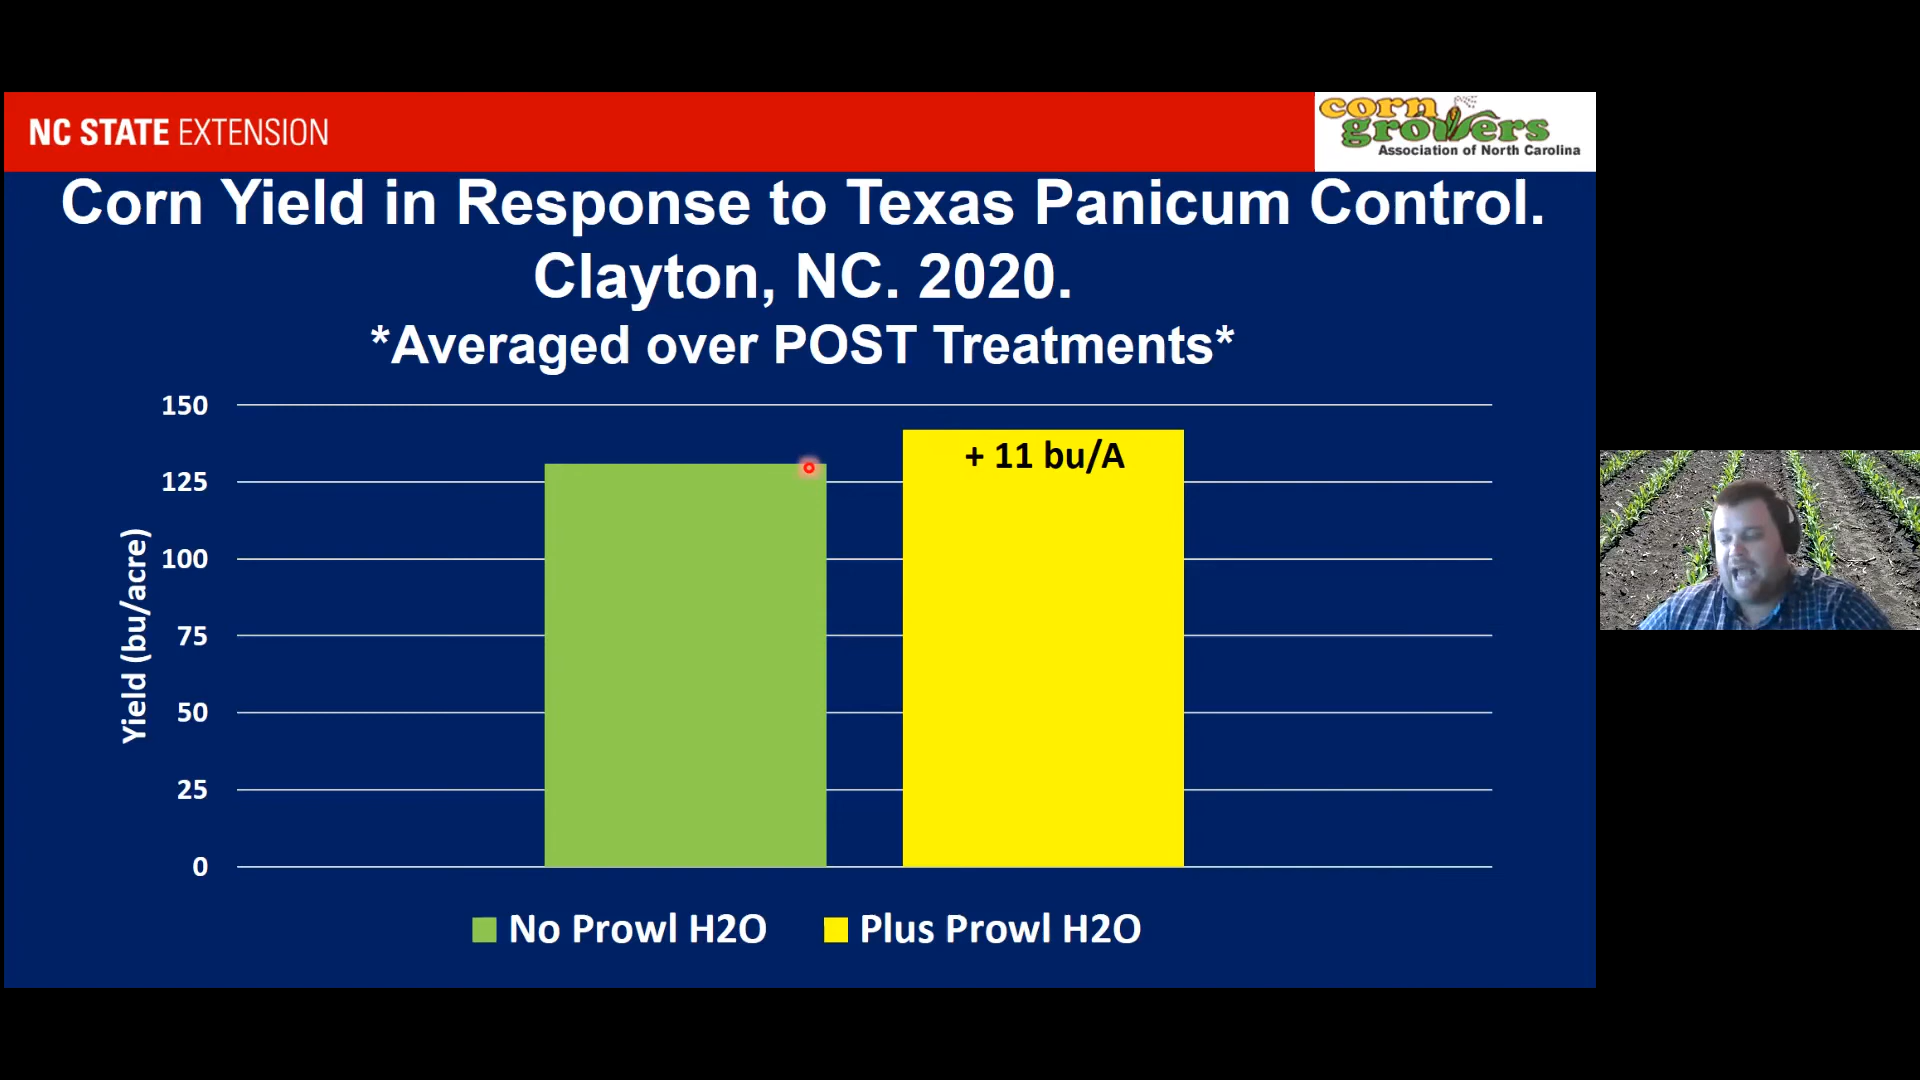 NC STATE EXTENSION
corn
growers
Association of North Carolina
Corn Yield in Response to Texas Panicum Control.
Clayton, NC. 2020.
*Averaged over POST Treatments*
Yield (bu/acre)
150
125
100
75
50
25
0
+ 11 bu/A
No Prowl H2O
Plus Prowl H2O